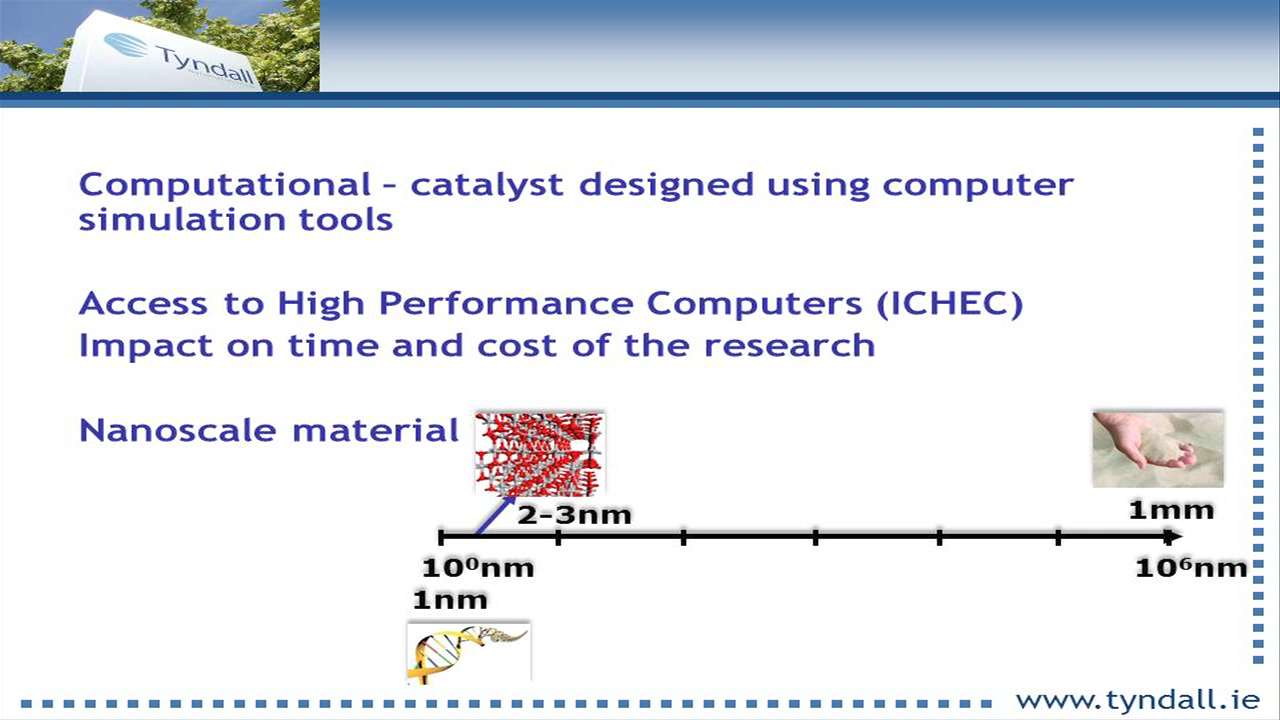 Tyndall
Computational – catalyst designed using computer
simulation tools
Access to High Performance Computers (ICHEC)
Impact on time and cost of the research
Nanoscale material
2-3nm
1mm
10⁰nm
10⁶nm
1nm
www.tyndall.ie